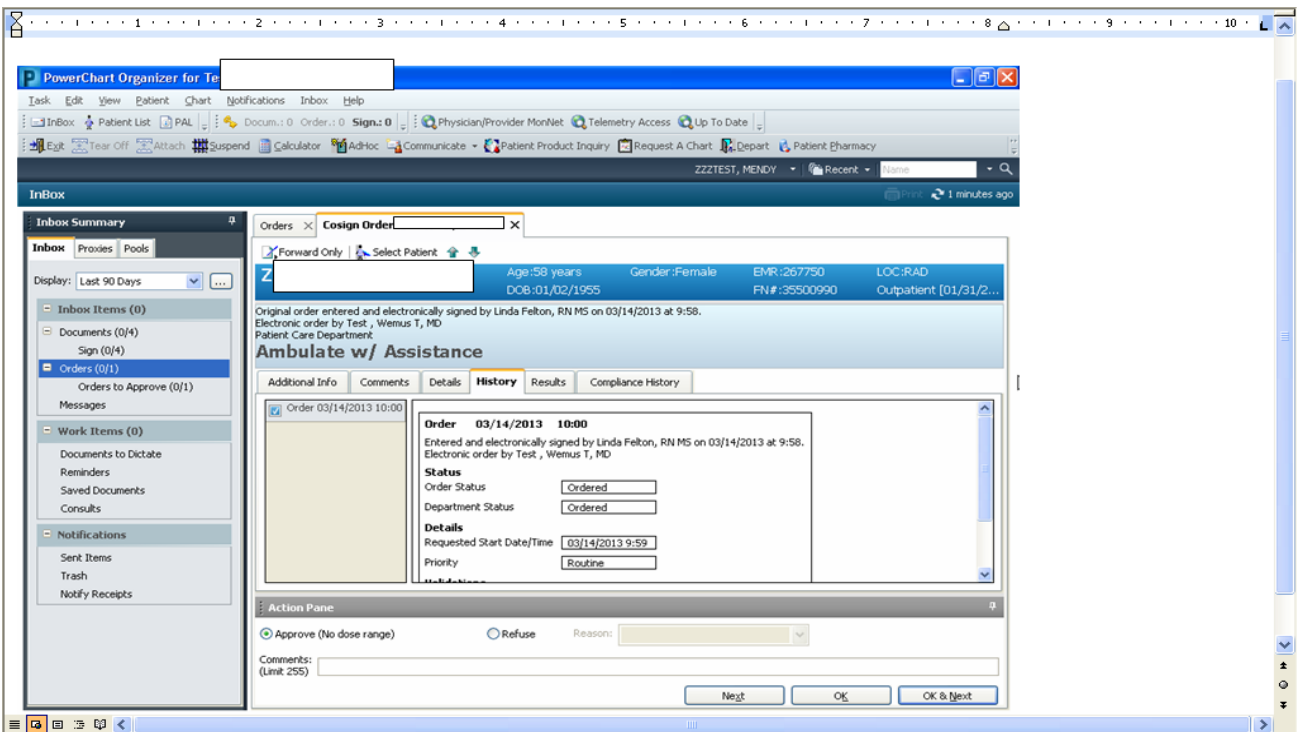 1 2 3 4 5 6 7 8 9 10
PowerChart Organizer for Te
Task Edit View Patient Chart Notifications Inbox Help
InBox Patient List PAL Docum.: 0 Order.: 0 Sign.: 0 Physician/Provider MonNet Telemetry Access Up To Date
Exit Tear Off Attach Suspend Calculator AdHoc Communicate Patient Product Inquiry Request A Chart Depart Patient Pharmacy
ZZZTEST, MENDY Recent Name
InBox Print 1 minutes ago
Inbox Summary
Inbox Proxies Pools
Display: Last 90 Days ...
Inbox Items (0)
Documents (0/4)
Sign (0/4)
Orders (0/1)
Orders to Approve (0/1)
Messages
Work Items (0)
Documents to Dictate
Reminders
Saved Documents
Consults
Notifications
Sent Items
Trash
Notify Receipts
Orders Cosign Order
Forward Only Select Patient
Z Age:58 years Gender:Female EMR:267750 LOC:RAD
DOB:01/02/1955 FN#:35500990 Outpatient [01/31/2...
Original order entered and electronically signed by Linda Felton, RN MS on 03/14/2013 at 9:58.
Electronic order by Test , Wemus T, MD
Patient Care Department
Ambulate w/ Assistance
Additional Info Comments Details History Results Compliance History
Order 03/14/2013 10:00
Order 03/14/2013 10:00
Entered and electronically signed by Linda Felton, RN MS on 03/14/2013 at 9:58.
Electronic order by Test , Wemus T, MD
Status
Order Status Ordered
Department Status Ordered
Details
Requested Start Date/Time 03/14/2013 9:59
Priority Routine
Action Pane
Approve (No dose range) Refuse Reason:
Comments:
(Limit 255)
Next OK OK & Next